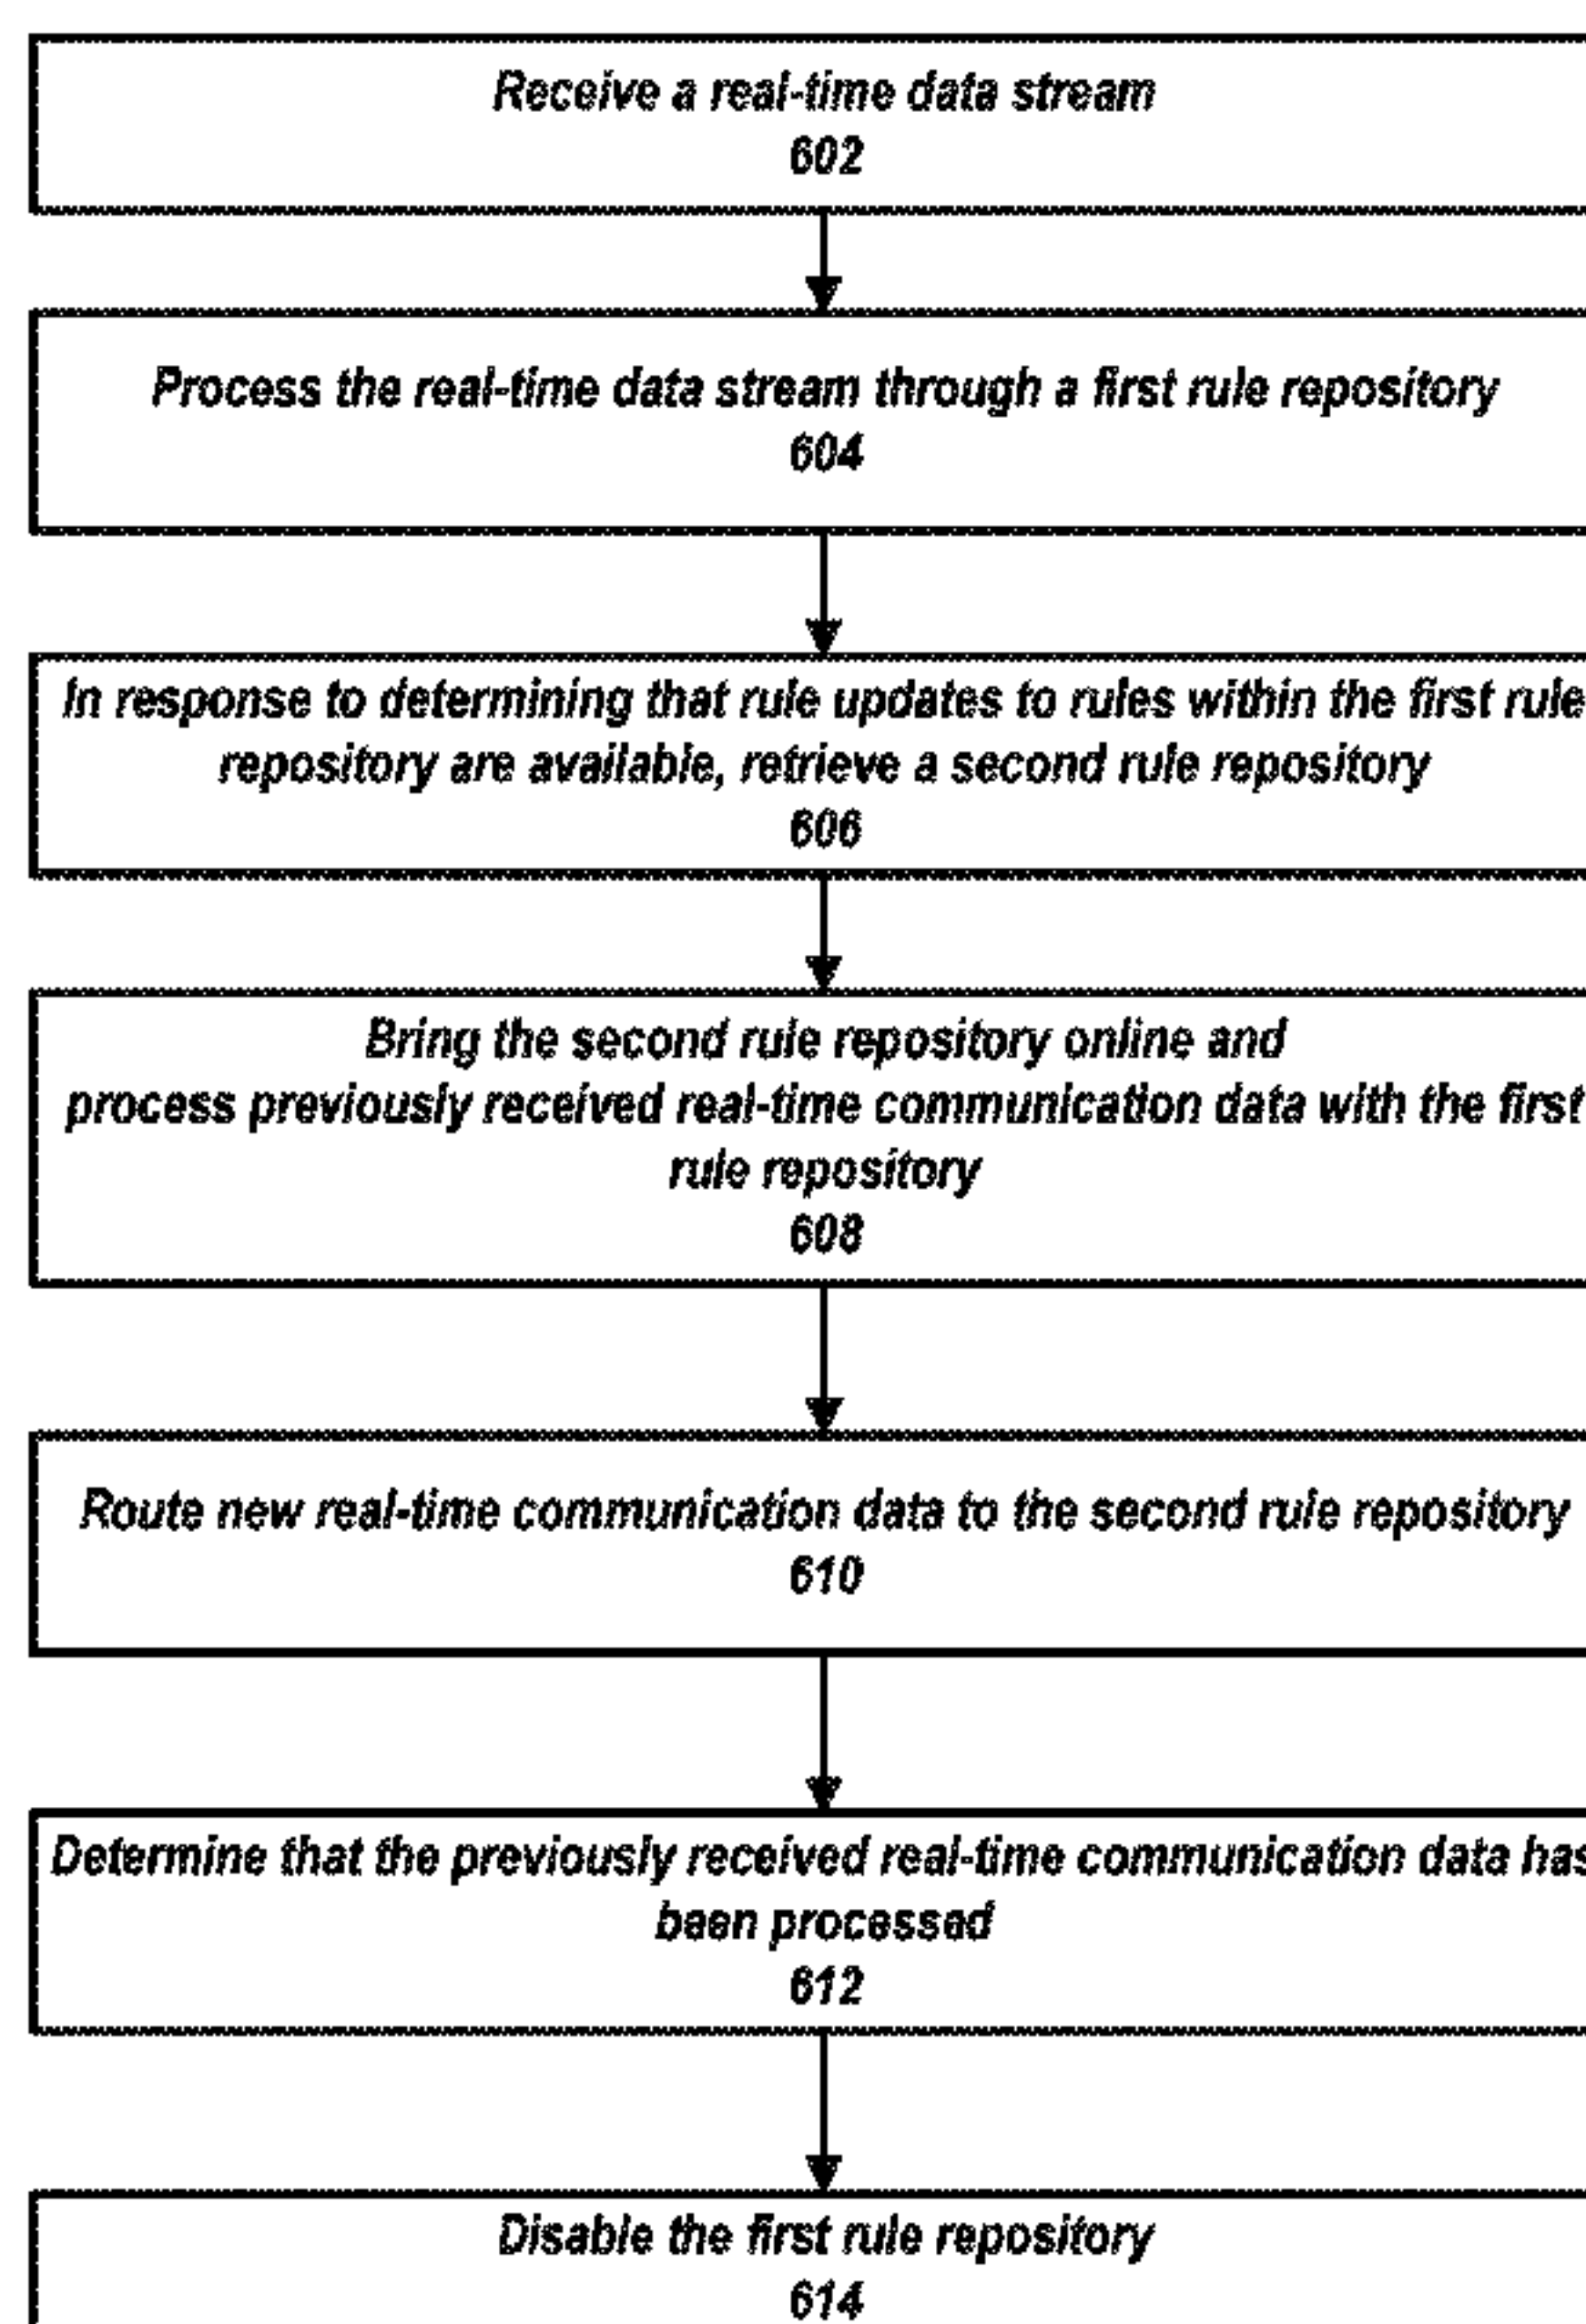 Receive a real-time data stream
602
Process the real-time data stream through a first rule repository
604
In response to determining that rule updates to rules within the first rule
repository are available, retrieve a second rule repository
606
Bring the second rule repository online and
process previously received real-time communication data with the first
rule repository
608
Route new real-time communication data to the second rule repository
610
Determine that the previously received real-time communication data has
been processed
612
Disable the first rule repository
614